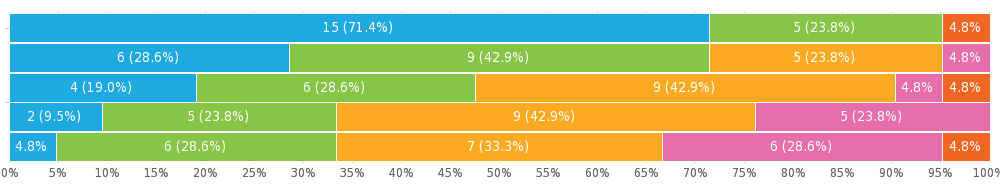 15 (71.4%) 5 (23.8%) 4.8%
6 (28.6%) 9 (42.9%) 5 (23.8%) 4.8%
4 (19.0%) 6 (28.6%) 9 (42.9%) 4.8% 4.8%
2 (9.5%) 5 (23.8%) 9 (42.9%) 5 (23.8%)
4.8% 6 (28.6%) 7 (33.3%) 6 (28.6%) 4.8%
0% 5% 10% 15% 20% 25% 30% 35% 40% 45% 50% 55% 60% 65% 70% 75% 80% 85% 90% 95% 100%